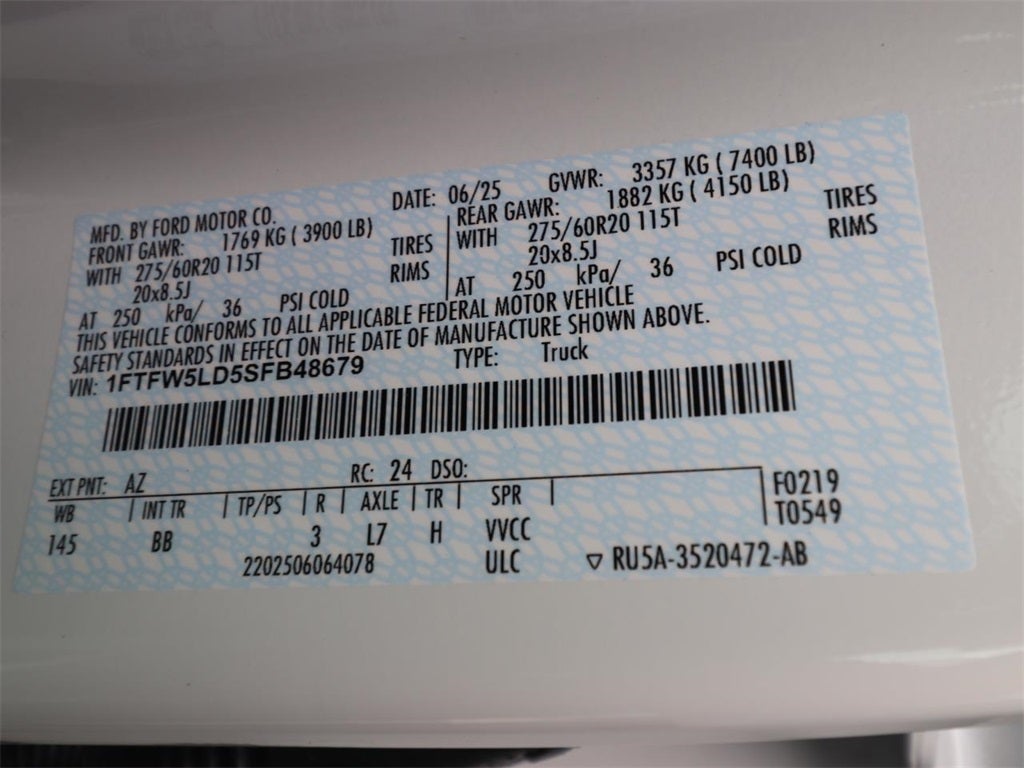 MFD. BY FORD MOTOR CO. DATE: 06/25 GVWR: 3357 KG ( 7400 LB)
FRONT GAWR: 1769 KG ( 3900 LB) REAR GAWR: 1882 KG ( 4150 LB)
WITH 275/60R20 115T TIRES WITH 275/60R20 115T TIRES
20x8.5J RIMS 20x8.5J RIMS
AT 250 kPa/ 36 PSI COLD AT 250 kPa/ 36 PSI COLD
THIS VEHICLE CONFORMS TO ALL APPLICABLE FEDERAL MOTOR VEHICLE
SAFETY STANDARDS IN EFFECT ON THE DATE OF MANUFACTURE SHOWN ABOVE.
VIN: 1FTFW5LD5SFB48679 TYPE: Truck
EXT PNT: AZ RC: 24 DSO: F0219
WB INT TR TP/PS R AXLE TR SPR T0549
145 BB 3 L7 H VVCC
2202506064078 ULC ▽ RU5A-3520472-AB